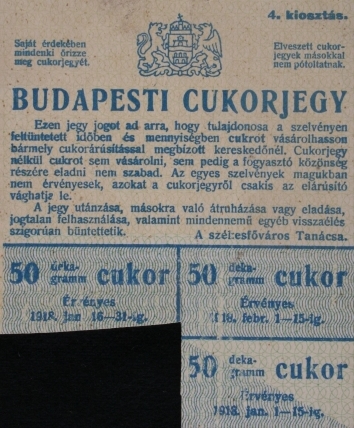 4. kiosztás.
Saját érdekében
mindenki őrizze
meg cukorjegyét.
Elveszett cukor-
jegyek másokkal
nem pótoltatnak.
BUDAPESTI CUKORJEGY
Ezen jegy jogot ad arra, hogy tulajdonosa a szelvényen
feltüntetett időben és mennyiségben cukrot vásárolhasson
bármely cukorárúsítással megbízott kereskedőnél. Cukorjegy
nélkül cukrot sem vásárolni, sem pedig a fogyasztó közönség
részére eladni nem szabad. Az egyes szelvények magukban
nem érvényesek, azokat a cukorjegyről csakis az elárúsító
vághatja le.
A jegy utánzása, másokra való átruházása vagy eladása,
jogtalan felhasználása, valamint mindennemű egyéb visszaélés
szigorúan büntettetik.
A székesfőváros Tanácsa.
50 deka-
gramm cukor
Érvényes
1918. jan 16—31-ig.
50 deka-
gramm cukor
Érvényes
1918. febr. 1—15-ig.
50 deka-
gramm cukor
Érvényes
1918. jan. 1—15-ig.